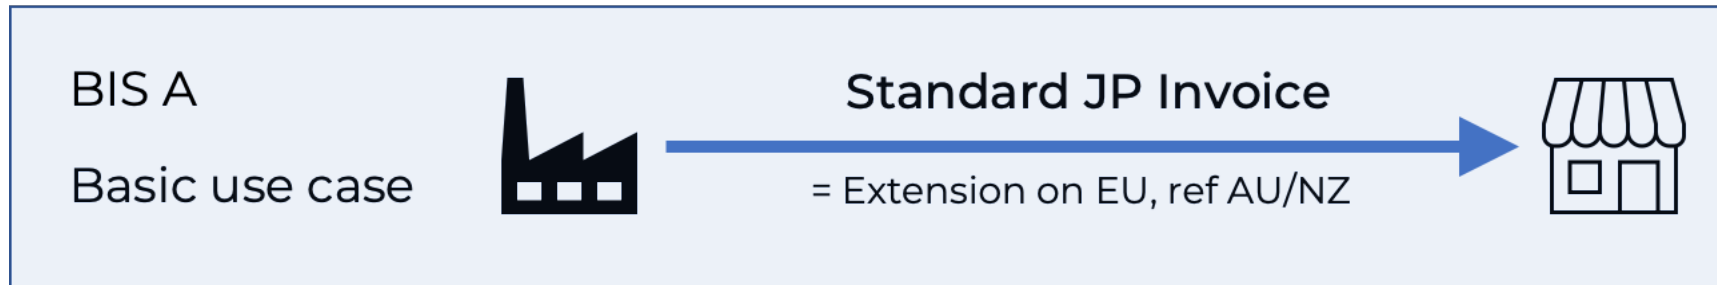 BIS A
Basic use case
Standard JP Invoice
= Extension on EU, ref AU/NZ